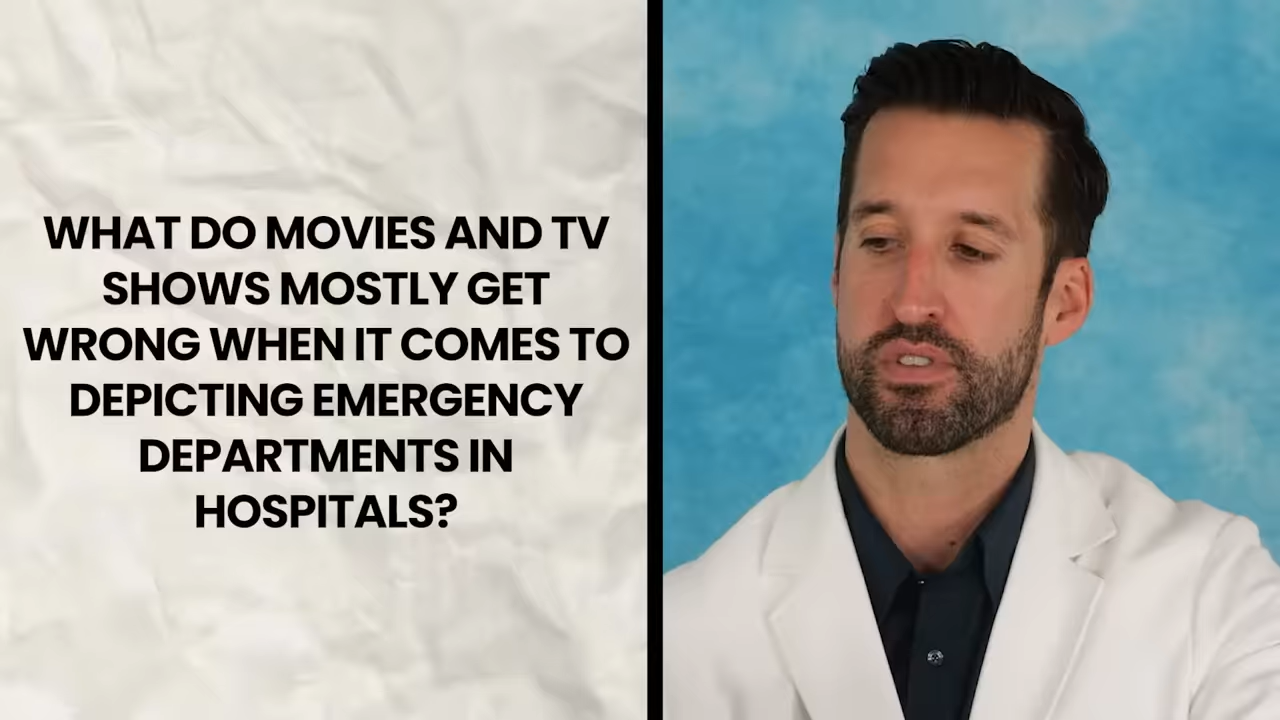 WHAT DO MOVIES AND TV
SHOWS MOSTLY GET
WRONG WHEN IT COMES TO
DEPICTING EMERGENCY
DEPARTMENTS IN
HOSPITALS?